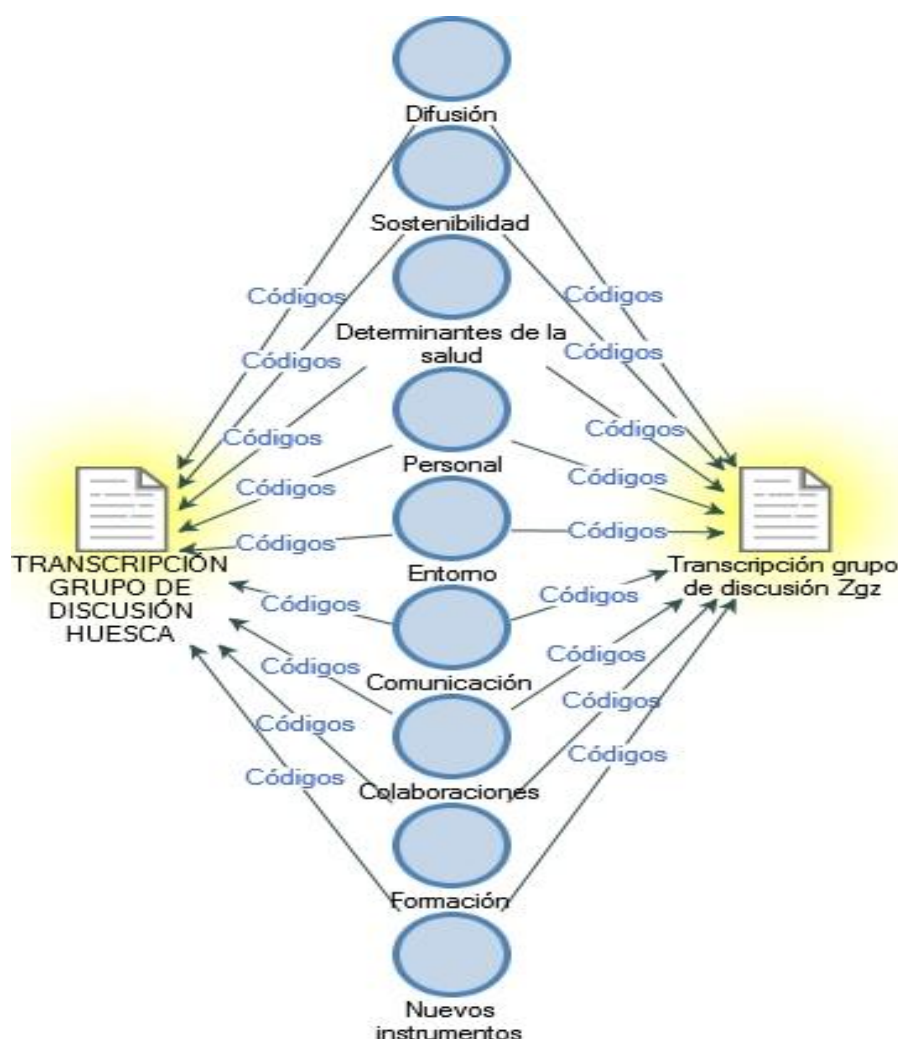 Difusión
Sostenibilidad
Códigos
Códigos
Determinantes de la
salud
Códigos
Códigos
Códigos
Códigos
Personal
Códigos
Códigos
TRANSCRIPCIÓN
GRUPO DE
DISCUSIÓN
HUESCA
Códigos
Códigos
Entorno
Transcripción grupo
de discusión Zgz
Códigos
Códigos
Comunicación
Códigos
Códigos
Códigos
Códigos
Colaboraciones
Códigos
Códigos
Formación
Nuevos
instrumentos